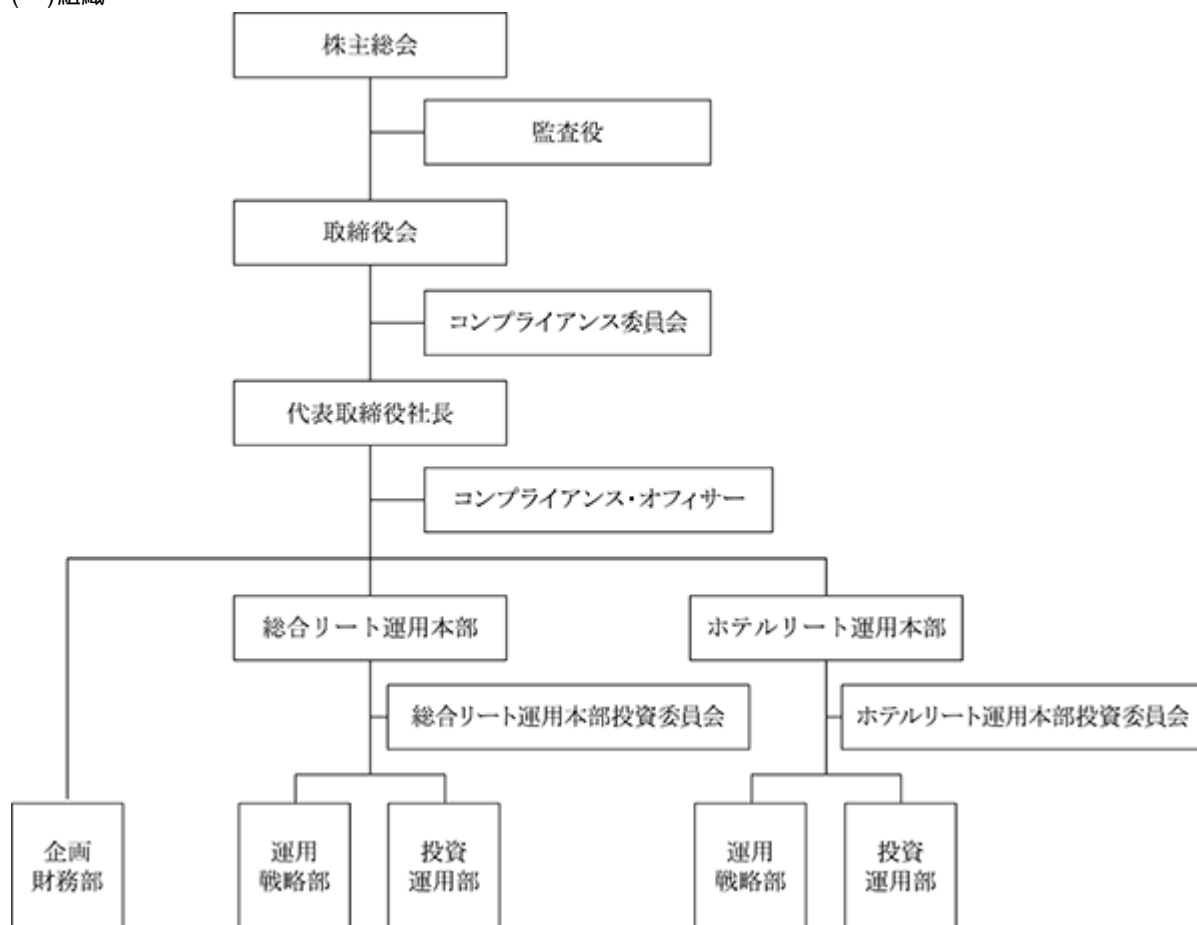 株主総会
監査役
取締役会
コンプライアンス委員会
代表取締役社長
コンプライアンス・オフィサー
総合リート運用本部
ホテルリート運用本部
総合リート運用本部投資委員会
ホテルリート運用本部投資委員会
企画
財務部
運用
戦略部
投資
運用部
運用
戦略部
投資
運用部